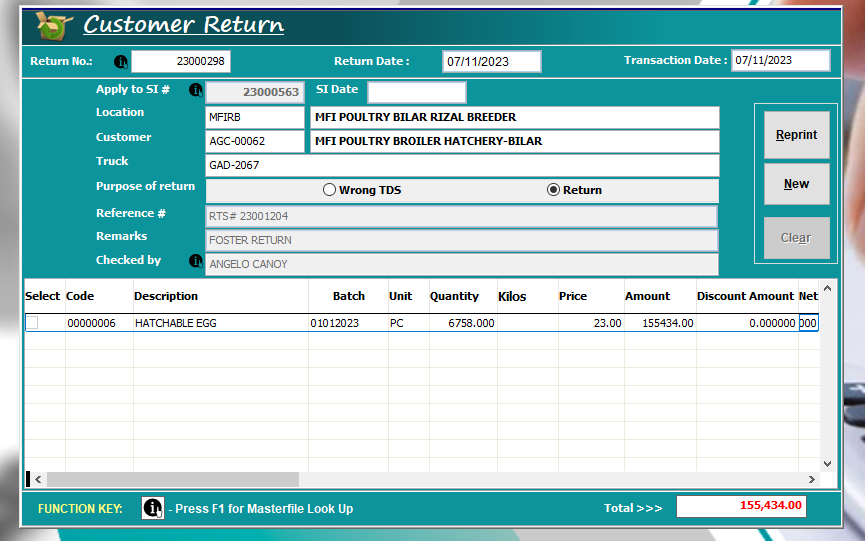 Customer Return
Return No.: 23000298 Return Date : 07/11/2023 Transaction Date : 07/11/2023
Apply to SI # 23000563 SI Date
Location MFIRB MFI POULTRY BILAR RIZAL BREEDER
Customer AGC-00062 MFI POULTRY BROILER HATCHERY-BILAR
Truck GAD-2067
Purpose of return Wrong TDS Return
Reference # RTS# 23001204
Remarks FOSTER RETURN
Checked by ANGELO CANOY
Reprint
New
Clear
Select Code Description Batch Unit Quantity Kilos Price Amount Discount Amount Net
00000006 HATCHABLE EGG 01012023 PC 6758.000 23.00 155434.00 0.000000 000
FUNCTION KEY: - Press F1 for Masterfile Look Up Total >>> 155,434.00